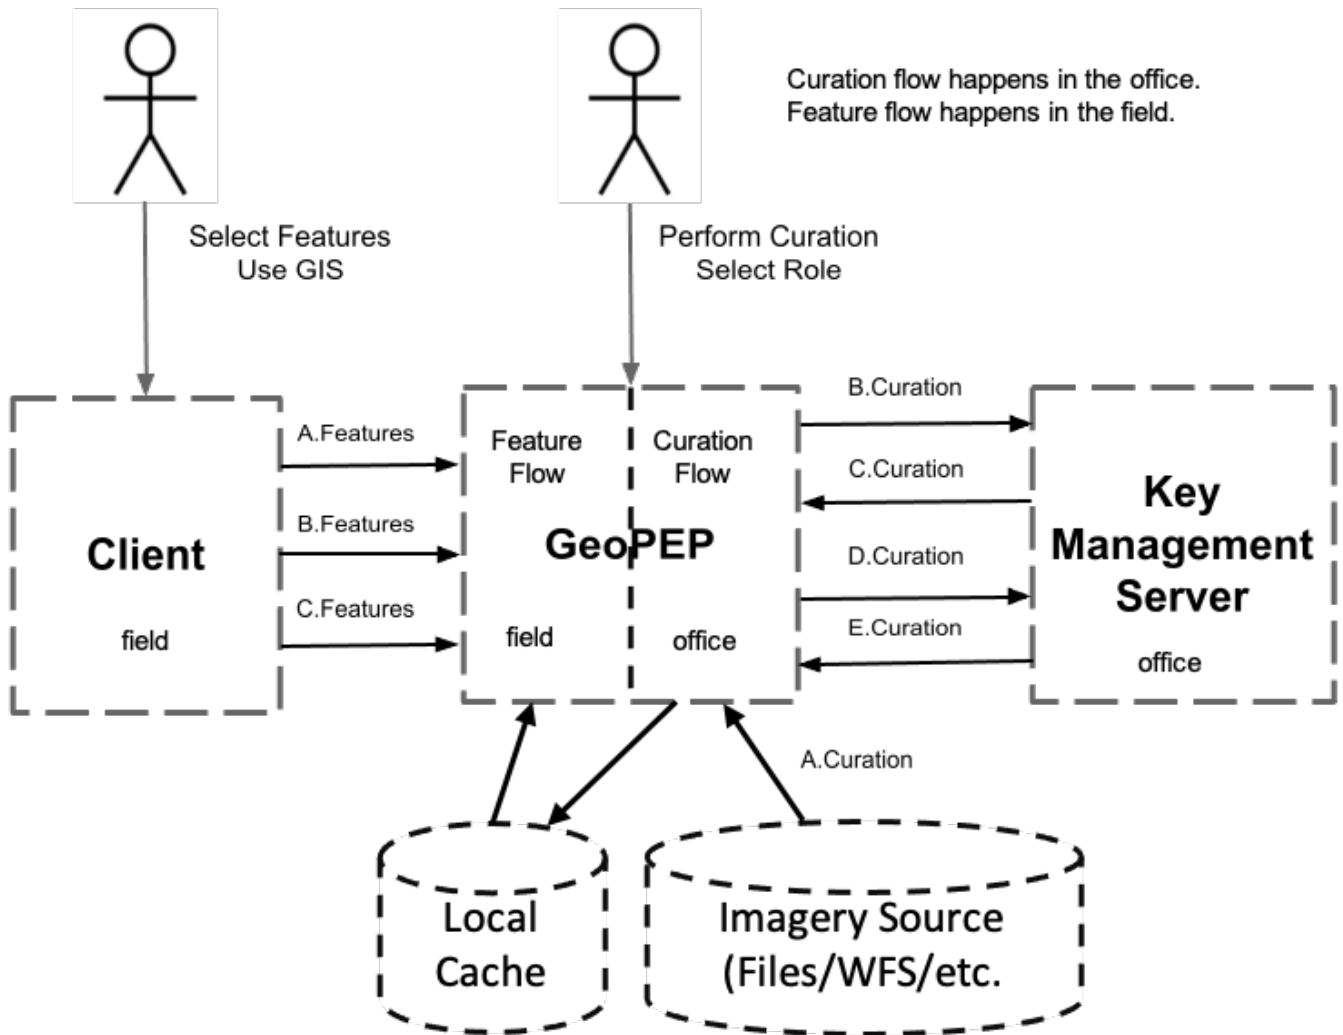 Curation flow happens in the office.
Feature flow happens in the field.
Select Features
Use GIS
Perform Curation
Select Role
Client
field
A.Features
B.Features
C.Features
Feature
Flow
Curation
Flow
GeoPEP
field
office
B.Curation
C.Curation
D.Curation
E.Curation
Key
Management
Server
office
A.Curation
Local
Cache
Imagery Source
(Files/WFS/etc.